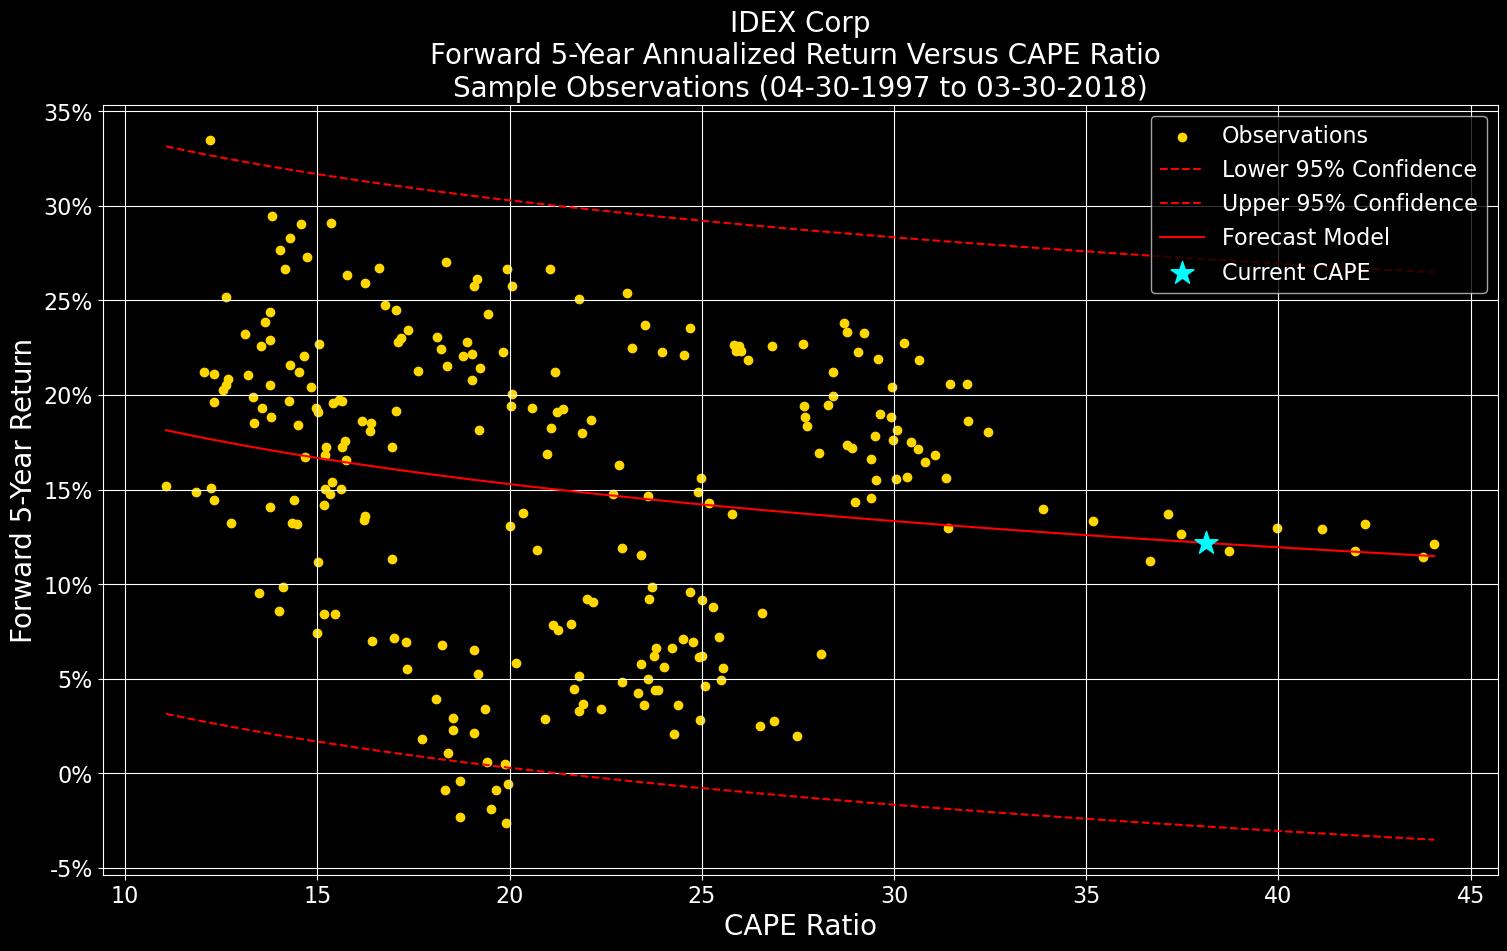 IDEX Corp
Forward 5-Year Annualized Return Versus CAPE Ratio
Sample Observations (04-30-1997 to 03-30-2018)
Forward 5-Year Return
35%
30%
25%
20%
15%
10%
5%
0%
-5%
Observations
Lower 95% Confidence
Upper 95% Confidence
Forecast Model
Current CAPE
10 15 20 25 30 35 40 45
CAPE Ratio